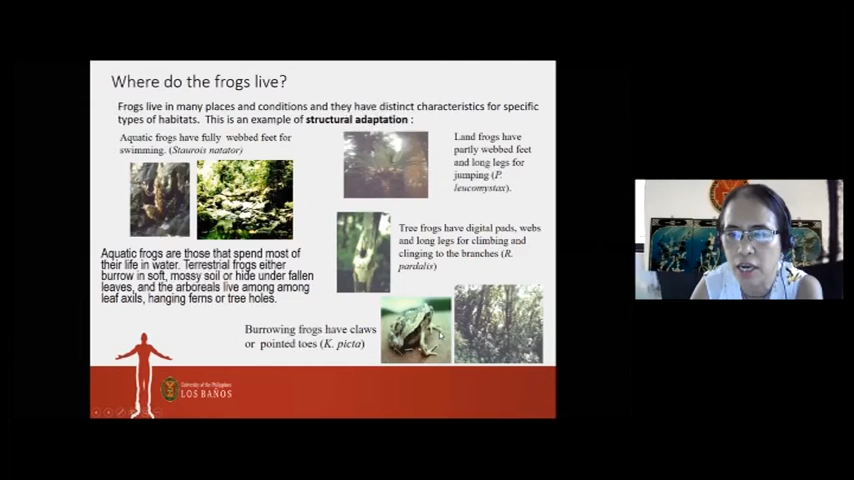 Where do the frogs live?
Frogs live in many places and conditions and they have distinct characteristics for specific
types of habitats. This is an example of structural adaptation :
Aquatic frogs have fully webbed feet for
swimming. (Staurois natator)
Land frogs have
partly webbed feet
and long legs for
jumping (P.
leucomystax).
Tree frogs have digital pads, webs
and long legs for climbing and
clinging to the branches (R.
pardalis)
Aquatic frogs are those that spend most of
their life in water. Terrestrial frogs either
burrow in soft, mossy soil or hide under fallen
leaves, and the arboreals live among among
leaf axils, hanging ferns or tree holes.
Burrowing frogs have claws
or pointed toes (K. picta)
University of the Philippines
LOS BAÑOS